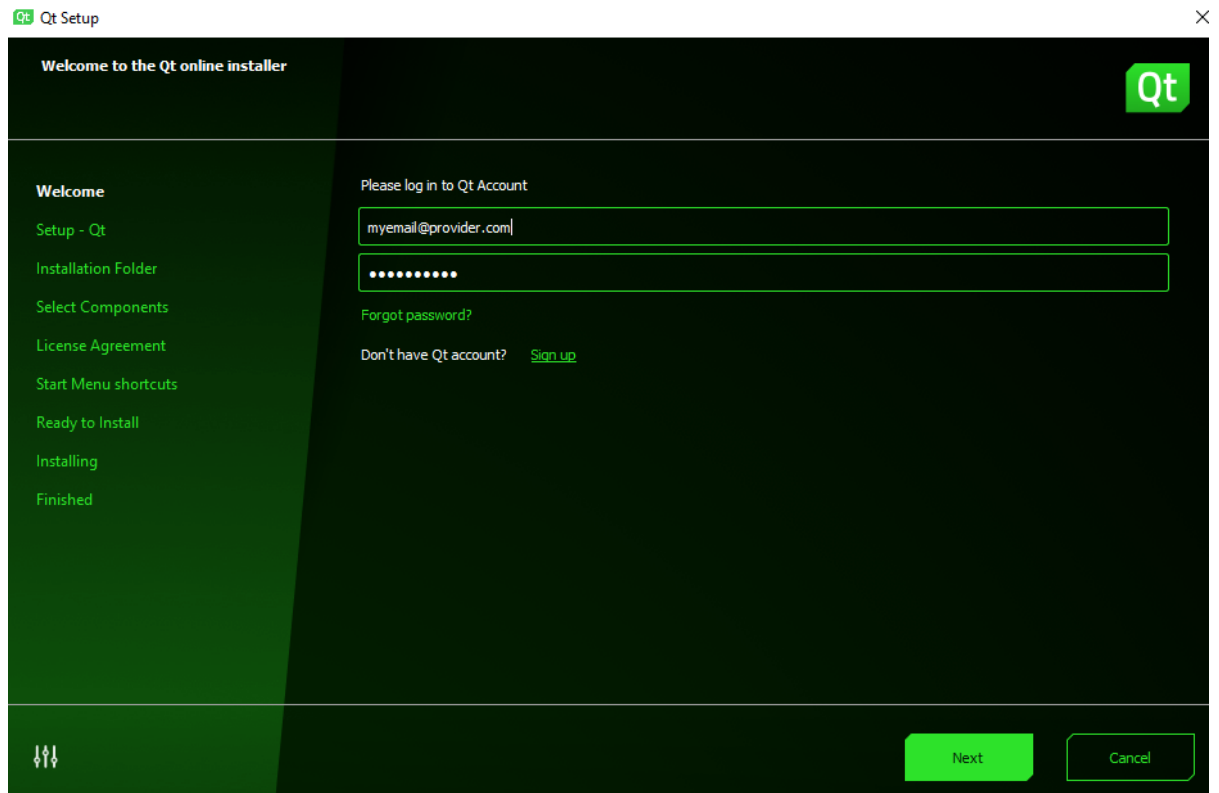 Qt Qt Setup
Welcome to the Qt online installer
Qt
Welcome
Setup - Qt
Installation Folder
Select Components
License Agreement
Start Menu shortcuts
Ready to Install
Installing
Finished
Please log in to Qt Account
myemail@provider.com
••••••••••
Forgot password?
Don't have Qt account? Sign up
Next
Cancel